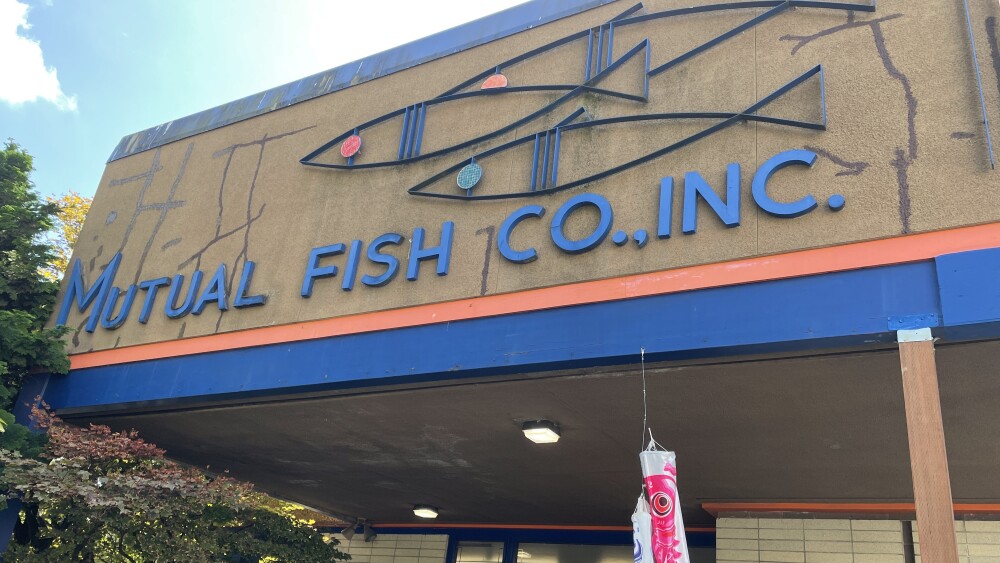 MUTUAL FISH CO., INC.